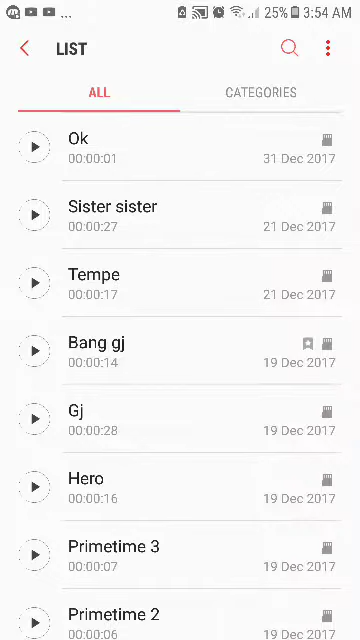 ... 25% 3:54 AM
LIST
ALL CATEGORIES
Ok
00:00:01 31 Dec 2017
Sister sister
00:00:27 21 Dec 2017
Tempe
00:00:17 21 Dec 2017
Bang gj
00:00:14 19 Dec 2017
Gj
00:00:28 19 Dec 2017
Hero
00:00:16 19 Dec 2017
Primetime 3
00:00:07 19 Dec 2017
Primetime 2
00:00:06 19 Dec 2017